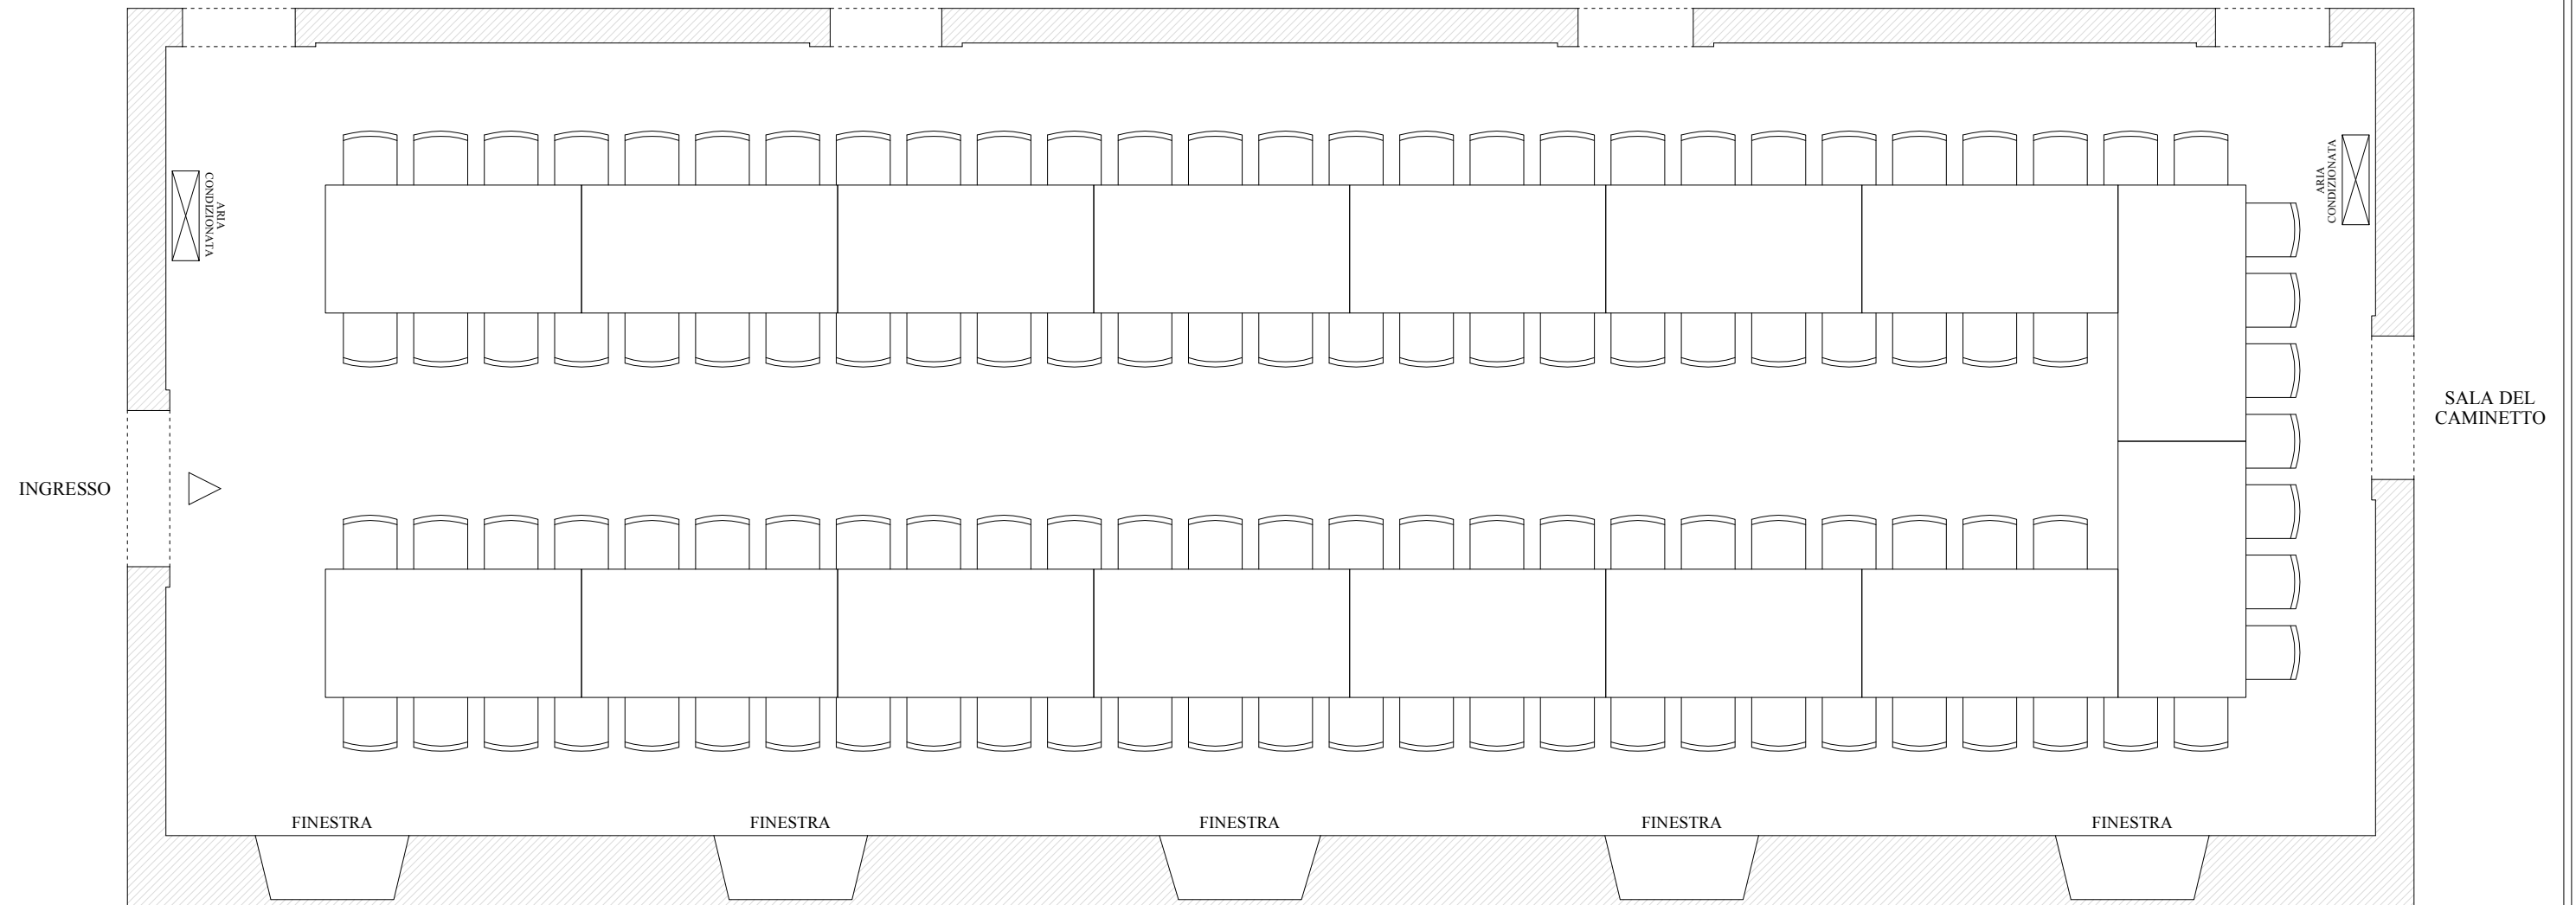 ARIA
CONDIZIONATA
ARIA
CONDIZIONATA
SALA DEL
CAMINETTO
INGRESSO
FINESTRA
FINESTRA
FINESTRA
FINESTRA
FINESTRA